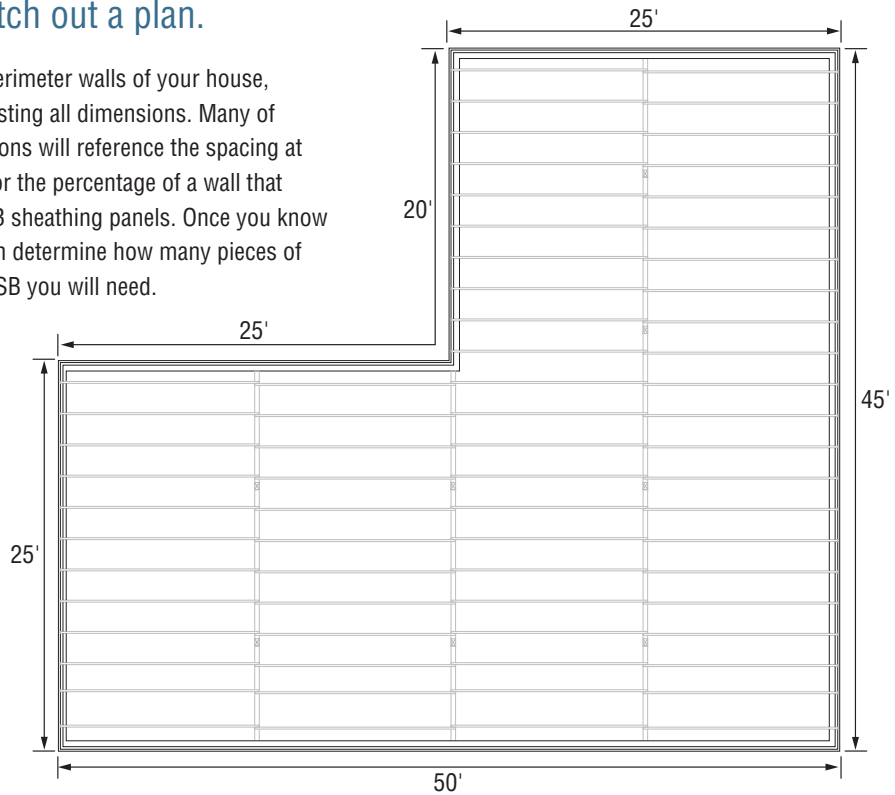 tch out a plan.
erimeter walls of your house,
sting all dimensions. Many of
ons will reference the spacing at
or the percentage of a wall that
3 sheathing panels. Once you know
n determine how many pieces of
SB you will need.
25'
20'
25'
45'
25'
50'